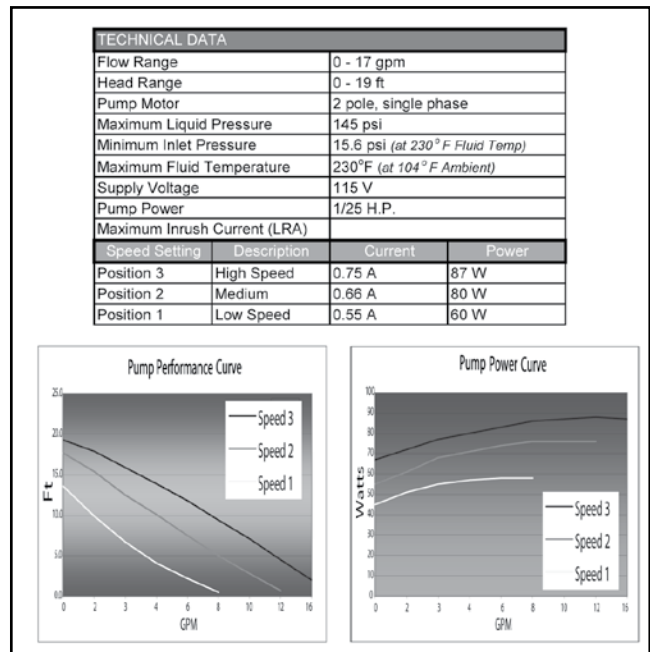 TECHNICAL DATA
Flow Range 0 - 17 gpm
Head Range 0 - 19 ft
Pump Motor 2 pole, single phase
Maximum Liquid Pressure 145 psi
Minimum Inlet Pressure 15.6 psi (at 230°F Fluid Temp)
Maximum Fluid Temperature 230°F (at 104°F Ambient)
Supply Voltage 115 V
Pump Power 1/25 H.P.
Maximum Inrush Current (LRA)
Speed Setting Description Current Power
Position 3 High Speed 0.75 A 87 W
Position 2 Medium 0.66 A 80 W
Position 1 Low Speed 0.55 A 60 W
Pump Performance Curve
25.0
20.0
15.0
10.0
5.0
0.0
Ft
Speed 3
Speed 2
Speed 1
0 2 3 4 6 8 10 12 16
GPM
Pump Power Curve
100
90
80
70
60
50
40
30
20
10
0
Watts
Speed 3
Speed 2
Speed 1
0 2 3 4 6 8 10 12 16
GPM